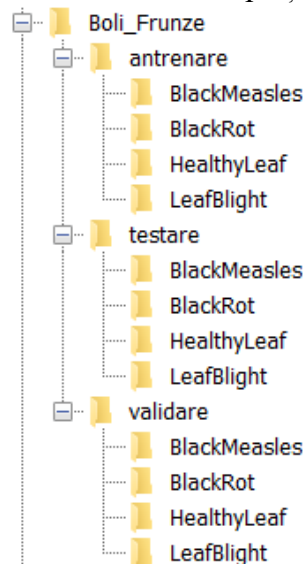 Boli_Frunze
antrenare
BlackMeasles
BlackRot
HealthyLeaf
LeafBlight
testare
BlackMeasles
BlackRot
HealthyLeaf
LeafBlight
validare
BlackMeasles
BlackRot
HealthyLeaf
LeafBlight